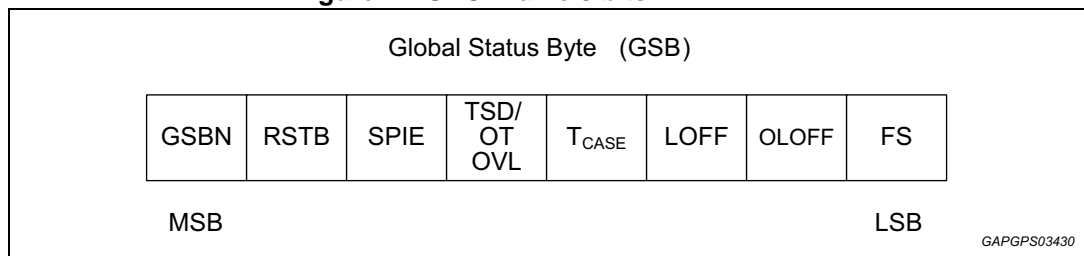 Global Status Byte (GSB)
GSBN RSTB SPIE TSD/ OT OVL TCASE LOFF OLOFF FS
MSB LSB
GAPGPS03430